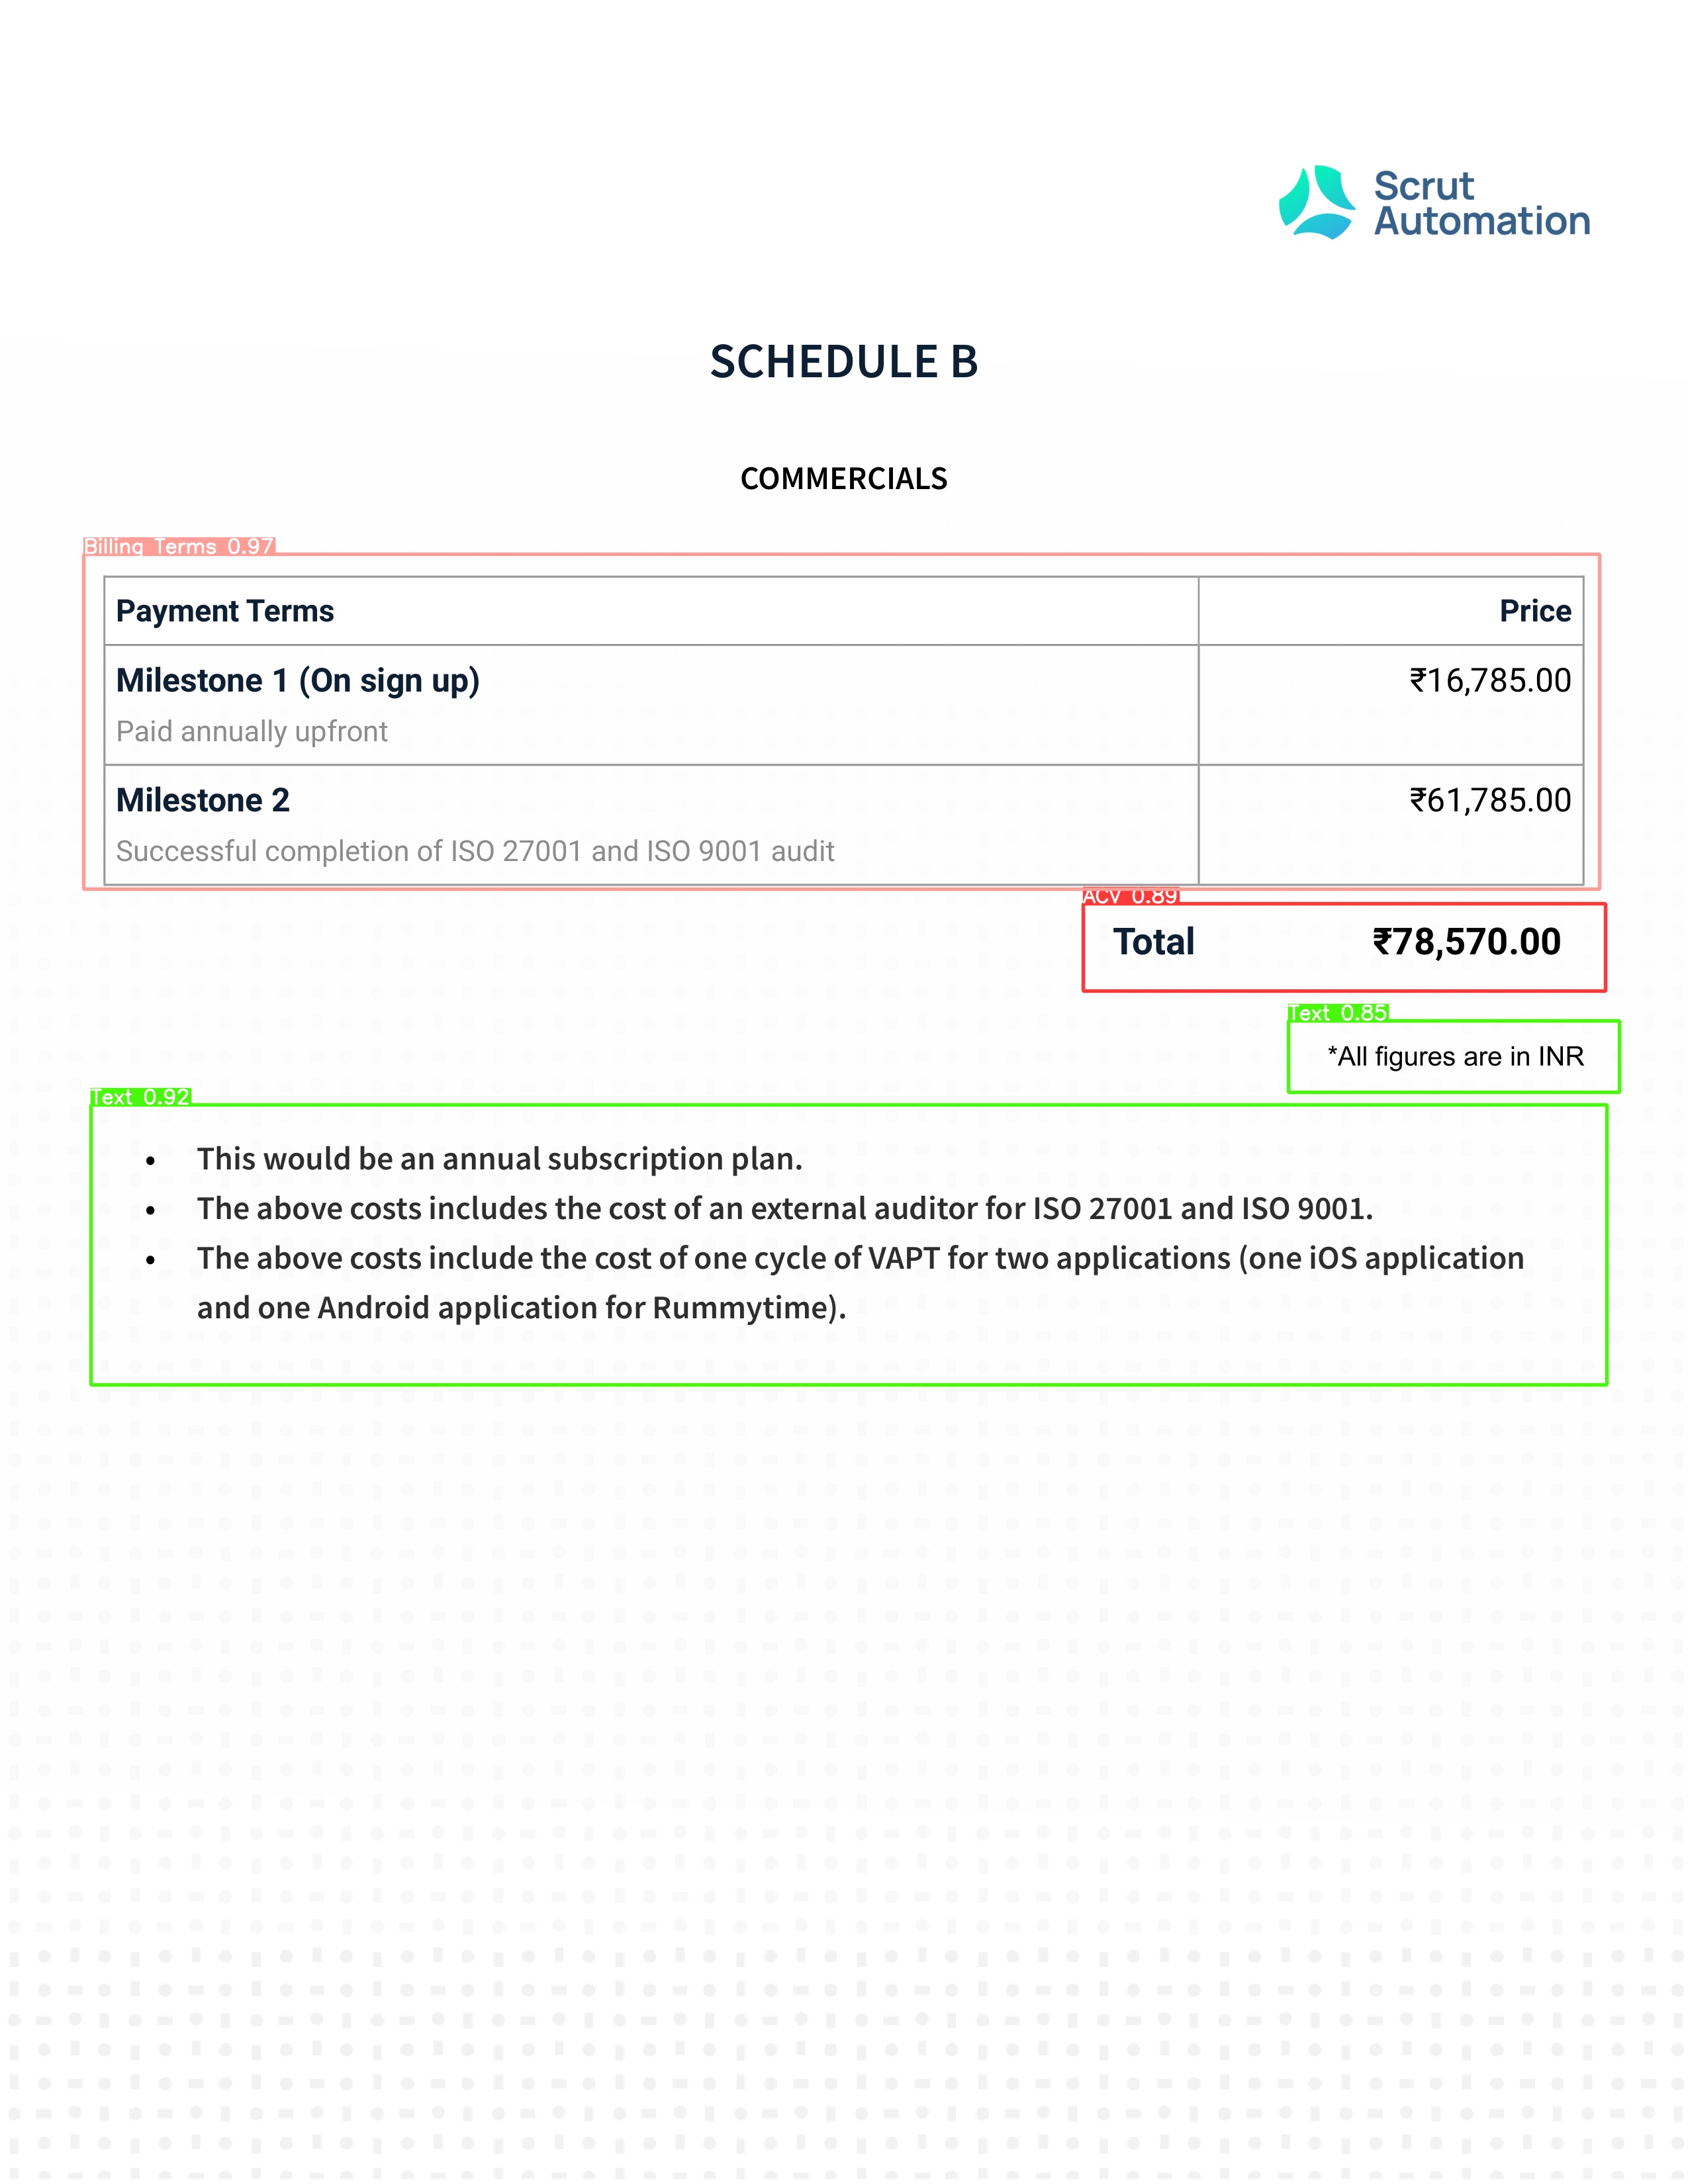 Scrut
Automation
SCHEDULE B
COMMERCIALS
Billing Terms 0.97
Payment Terms Price
Milestone 1 (On sign up) ₹16,785.00
Paid annually upfront
Milestone 2 ₹61,785.00
Successful completion of ISO 27001 and ISO 9001 audit
ACV 0.89
Total ₹78,570.00
Text 0.85
*All figures are in INR
Text 0.92
• This would be an annual subscription plan.
• The above costs includes the cost of an external auditor for ISO 27001 and ISO 9001.
• The above costs include the cost of one cycle of VAPT for two applications (one iOS application
and one Android application for Rummytime).